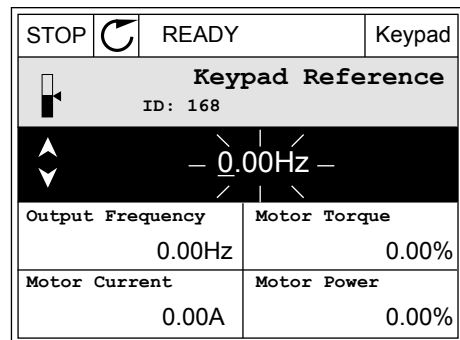 STOP READY Keypad
Keypad Reference
ID: 168
0.00Hz
Output Frequency Motor Torque
0.00Hz 0.00%
Motor Current Motor Power
0.00A 0.00%